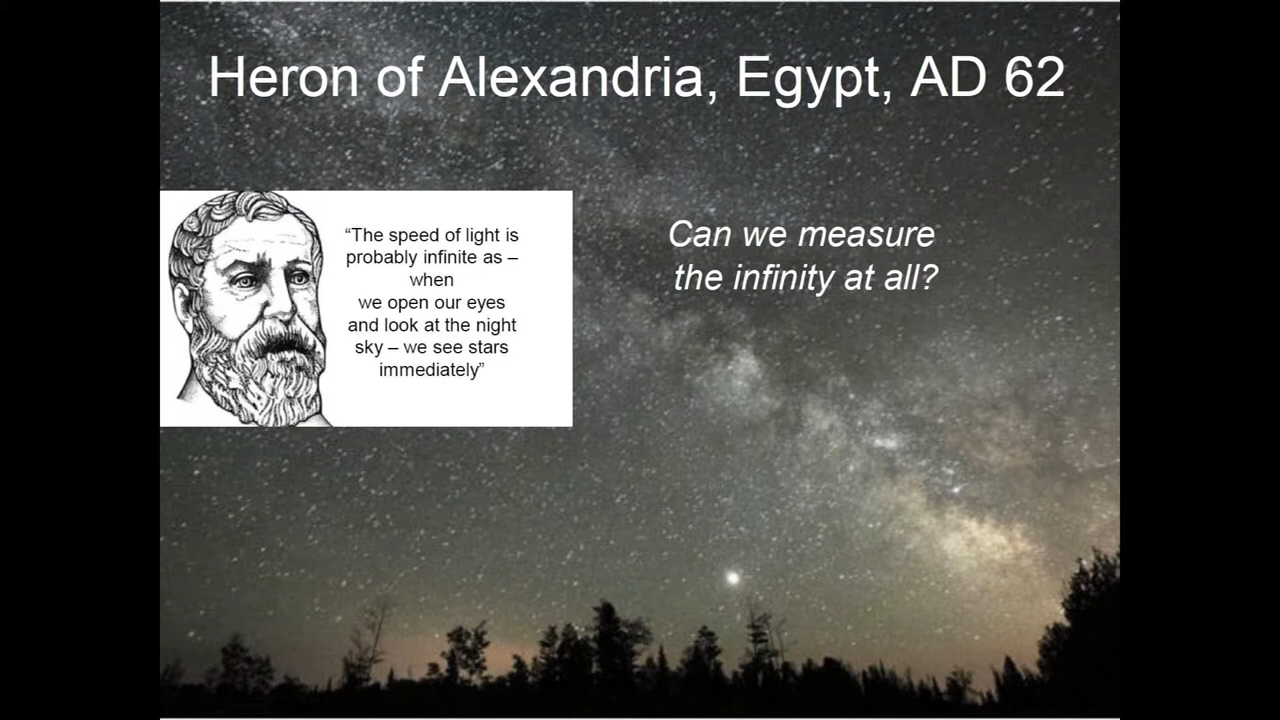 Heron of Alexandria, Egypt, AD 62
“The speed of light is
probably infinite as –
when
we open our eyes
and look at the night
sky – we see stars
immediately”
Can we measure
the infinity at all?